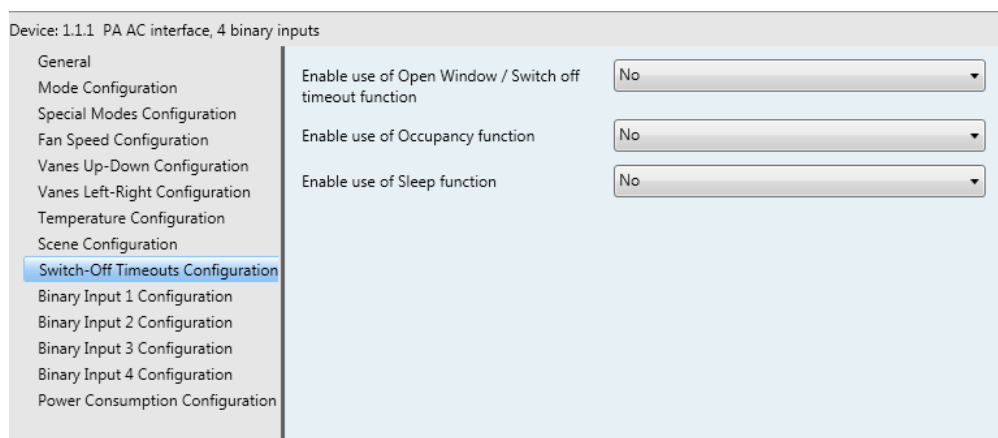 Device: 1.1.1 PA AC interface, 4 binary inputs
General
Mode Configuration
Special Modes Configuration
Fan Speed Configuration
Vanes Up-Down Configuration
Vanes Left-Right Configuration
Temperature Configuration
Scene Configuration
Switch-Off Timeouts Configuration
Binary Input 1 Configuration
Binary Input 2 Configuration
Binary Input 3 Configuration
Binary Input 4 Configuration
Power Consumption Configuration
Enable use of Open Window / Switch off
timeout function
No
Enable use of Occupancy function
No
Enable use of Sleep function
No